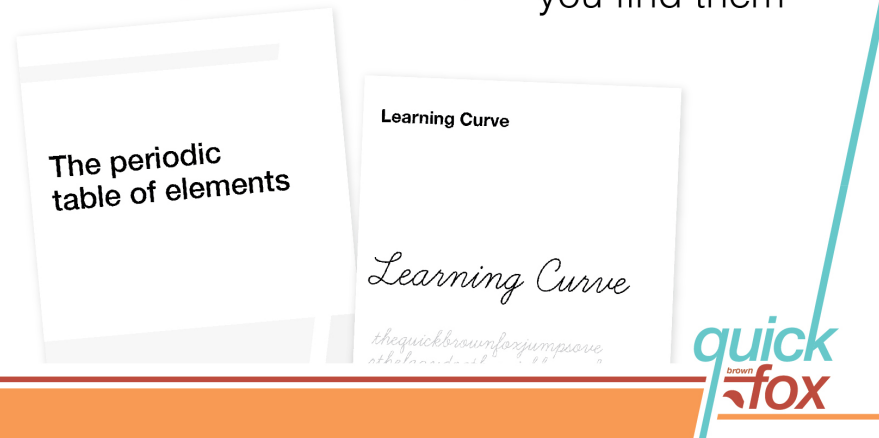 you find them
The periodic
table of elements
Learning Curve
Learning Curve
thequickbrownfoxjumpsove
quick
brown
fox